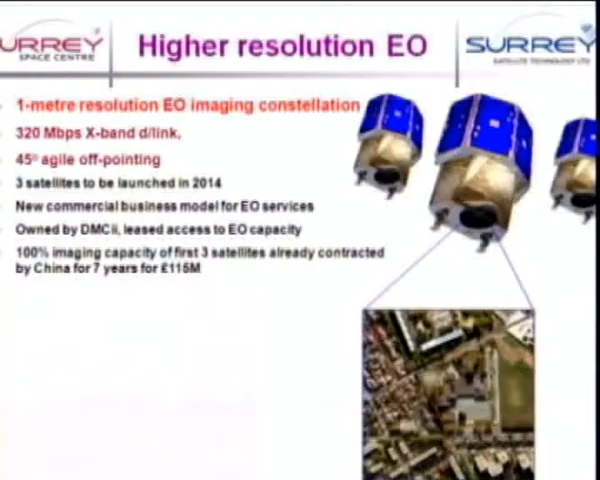 URREY
SPACE CENTRE
Higher resolution EO
SURREY
SATELLITE TECHNOLOGY LTD
1-metre resolution EO imaging constellation
320 Mbps X-band d/link,
45º agile off-pointing
3 satellites to be launched in 2014
New commercial business model for EO services
Owned by DMCii, leased access to EO capacity
100% imaging capacity of first 3 satellites already contracted
by China for 7 years for £115M